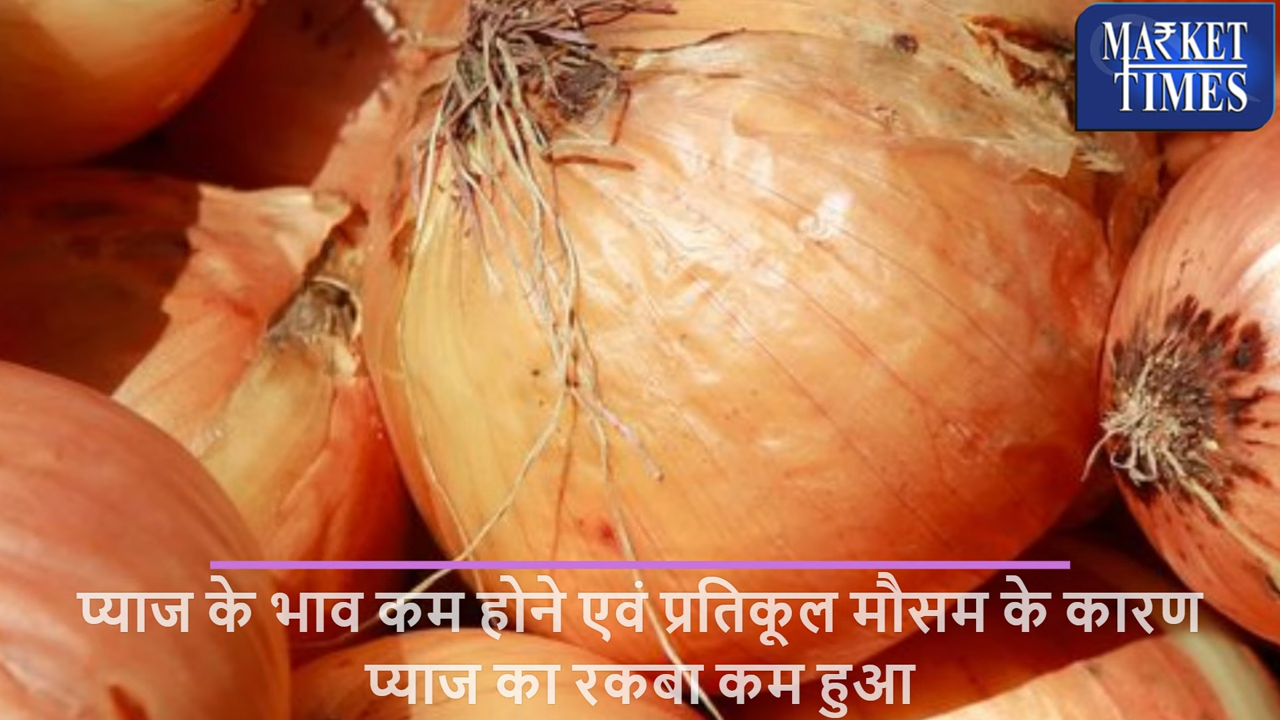 MA₹KET
TIMES
प्याज के भाव कम होने एवं प्रतिकूल मौसम के कारण
प्याज का रकबा कम हुआ